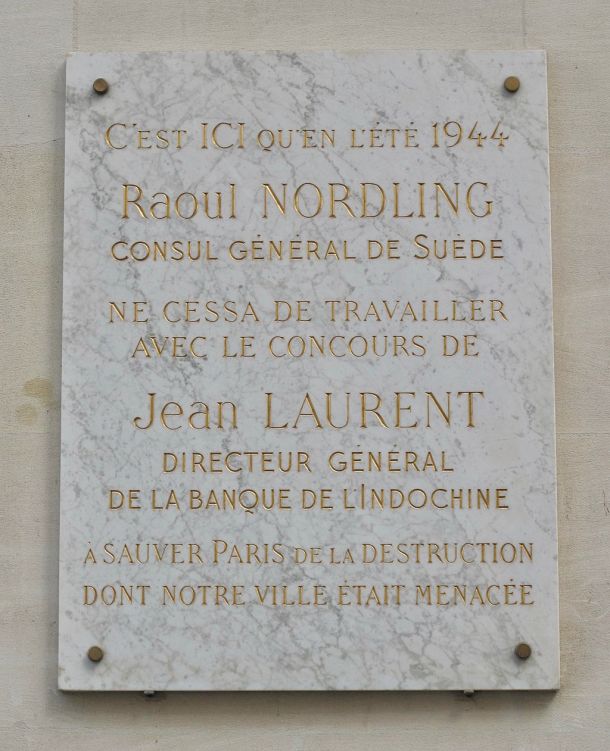 C'EST ICI QU'EN L'ÉTÉ 1944
Raoul NORDLING
CONSUL GÉNÉRAL DE SUÈDE
NE CESSA DE TRAVAILLER
AVEC LE CONCOURS DE
Jean LAURENT
DIRECTEUR GÉNÉRAL
DE LA BANQUE DE L'INDOCHINE
À SAUVER PARIS DE LA DESTRUCTION
DONT NOTRE VILLE ÉTAIT MENACÉE